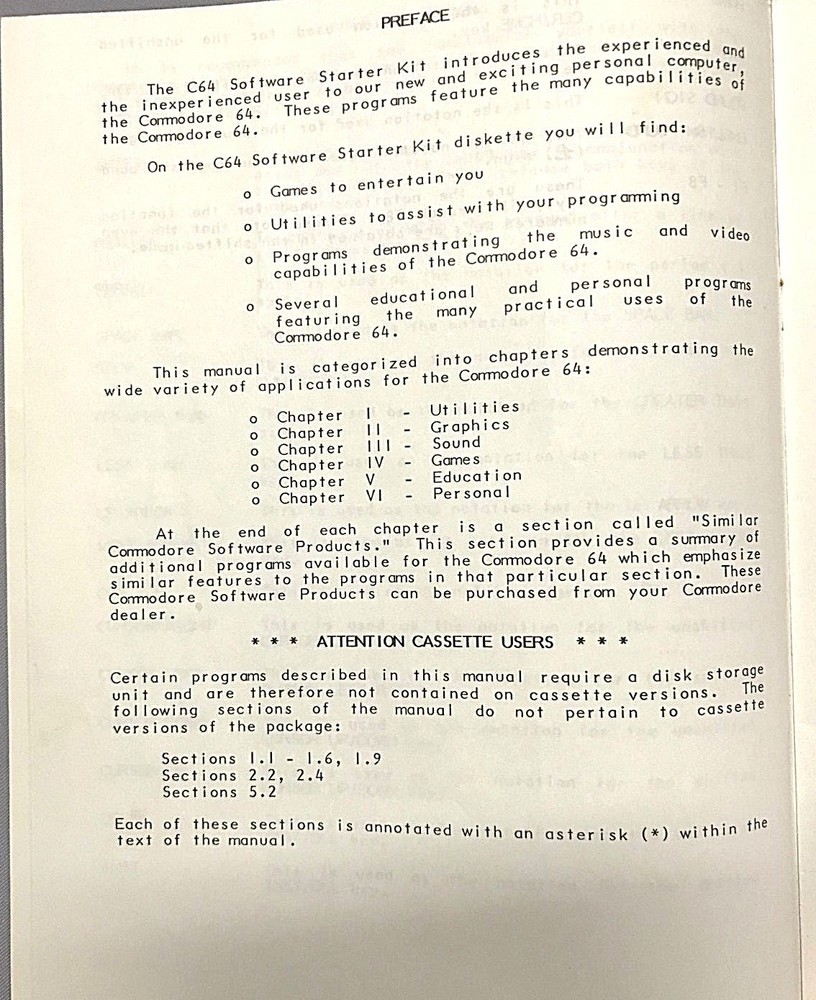 PREFACE
The C64 Software Starter Kit introduces the experienced and
the inexperienced user to our new and exciting personal computer,
the Commodore 64. These programs feature the many capabilities of
the Commodore 64.
On the C64 Software Starter Kit diskette you will find:
o Games to entertain you
o Utilities to assist with your programming
o Programs demonstrating the music and video
capabilities of the Commodore 64.
o Several educational and personal programs
featuring the many practical uses of the
Commodore 64.
This manual is categorized into chapters demonstrating the
wide variety of applications for the Commodore 64:
o Chapter I - Utilities
o Chapter II - Graphics
o Chapter III - Sound
o Chapter IV - Games
o Chapter V - Education
o Chapter VI - Personal
At the end of each chapter is a section called "Similar
Commodore Software Products." This section provides a summary of
additional programs available for the Commodore 64 which emphasize
similar features to the programs in that particular section. These
Commodore Software Products can be purchased from your Commodore
dealer.
* * * ATTENTION CASSETTE USERS * * *
Certain programs described in this manual require a disk storage
unit and are therefore not contained on cassette versions. The
following sections of the manual do not pertain to cassette
versions of the package:
Sections 1.1 - 1.6, 1.9
Sections 2.2, 2.4
Sections 5.2
Each of these sections is annotated with an asterisk (*) within the
text of the manual.